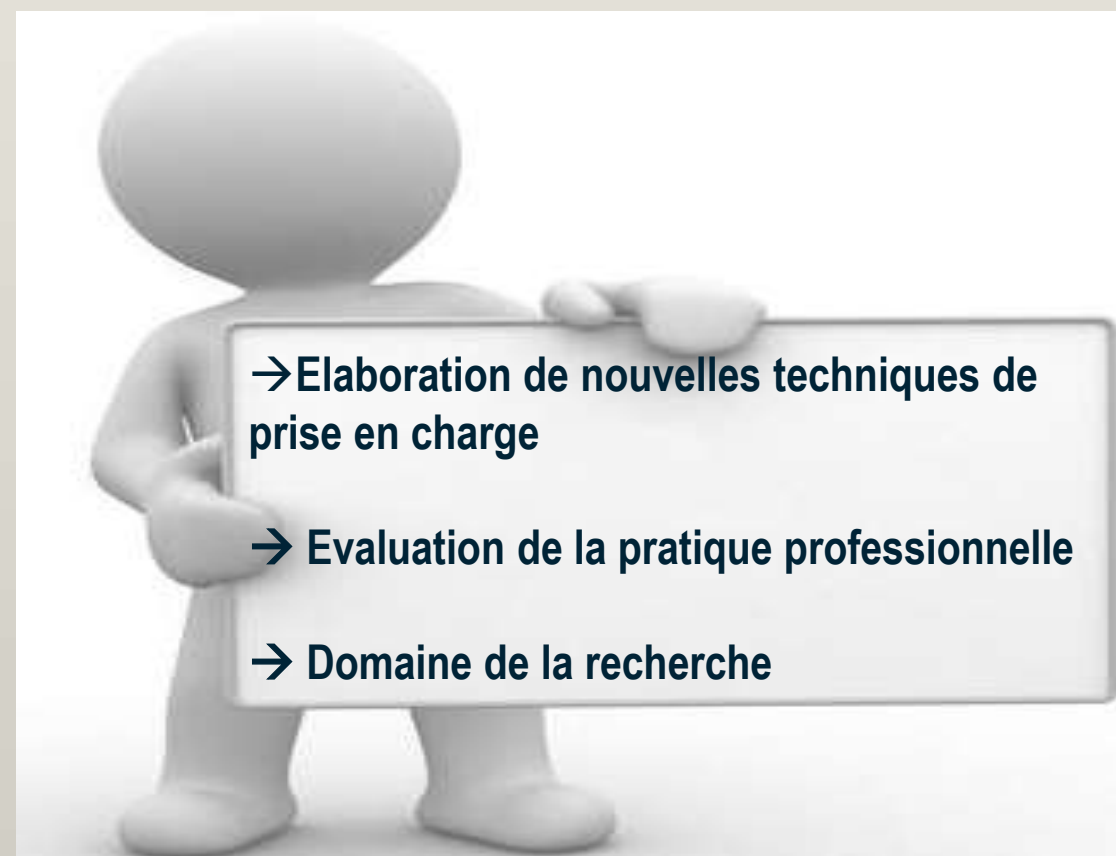 →Elaboration de nouvelles techniques de
prise en charge
→ Evaluation de la pratique professionnelle
→ Domaine de la recherche